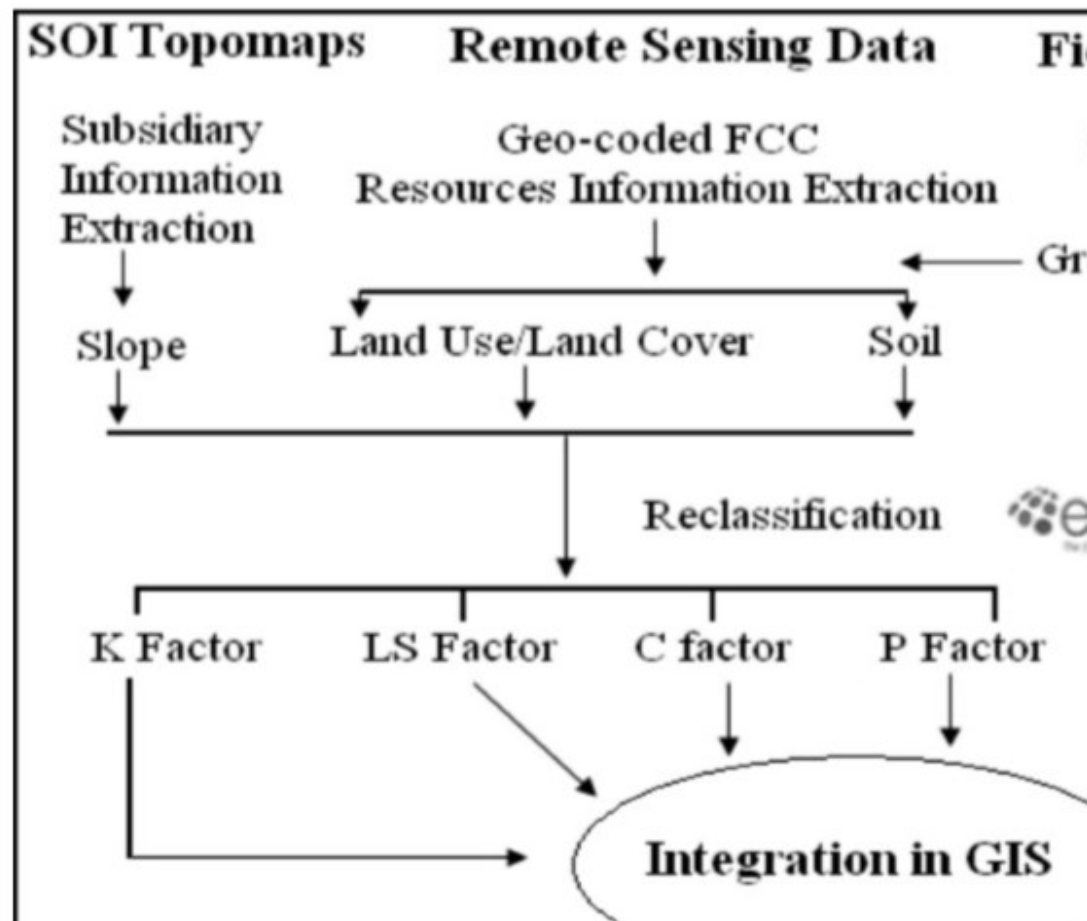 SOI Topomaps
Remote Sensing Data
Subsidiary
Information
Extraction
Geo-coded FCC
Resources Information Extraction
Slope
Land Use/Land Cover
Soil
Reclassification
K Factor
LS Factor
C factor
P Factor
Integration in GIS